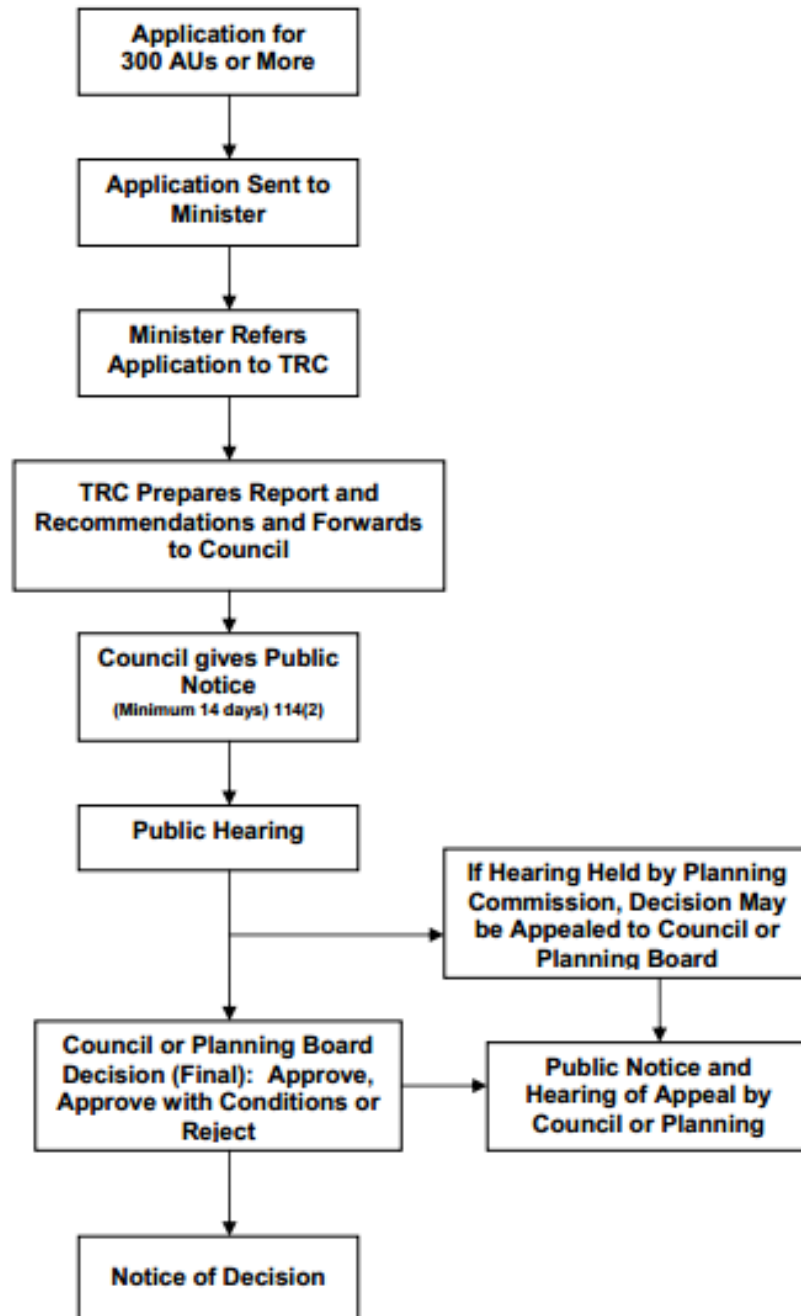 Application for
300 AUs or More
Application Sent to
Minister
Minister Refers
Application to TRC
TRC Prepares Report and
Recommendations and Forwards
to Council
Council gives Public
Notice
(Minimum 14 days) 114(2)
Public Hearing
If Hearing Held by Planning
Commission, Decision May
be Appealed to Council or
Planning Board
Council or Planning Board
Decision (Final): Approve,
Approve with Conditions or
Reject
Public Notice and
Hearing of Appeal by
Council or Planning
Notice of Decision